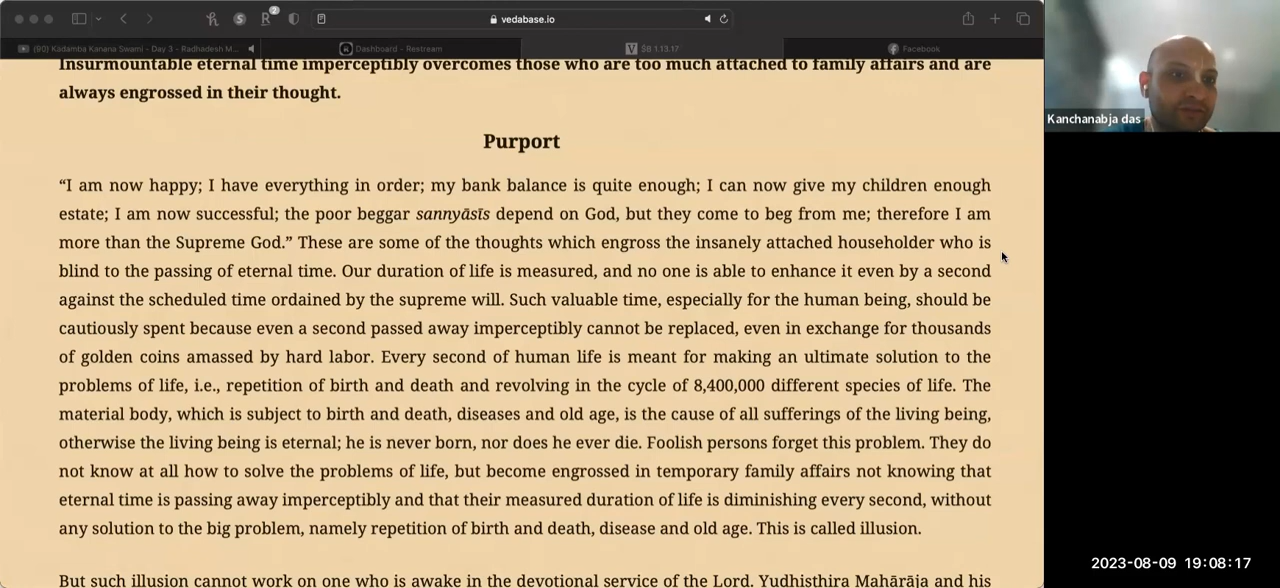 vedabase.io
(90) Kadamba Kanana Swami - Day 3 - Radhadesh M...
Dashboard - Restream
SB 1.13.17
Facebook
Insurmountable eternal time imperceptibly overcomes those who are too much attached to family affairs and are
always engrossed in their thought.
Purport
“I am now happy; I have everything in order; my bank balance is quite enough; I can now give my children enough
estate; I am now successful; the poor beggar sannyāsīs depend on God, but they come to beg from me; therefore I am
more than the Supreme God.” These are some of the thoughts which engross the insanely attached householder who is
blind to the passing of eternal time. Our duration of life is measured, and no one is able to enhance it even by a second
against the scheduled time ordained by the supreme will. Such valuable time, especially for the human being, should be
cautiously spent because even a second passed away imperceptibly cannot be replaced, even in exchange for thousands
of golden coins amassed by hard labor. Every second of human life is meant for making an ultimate solution to the
problems of life, i.e., repetition of birth and death and revolving in the cycle of 8,400,000 different species of life. The
material body, which is subject to birth and death, diseases and old age, is the cause of all sufferings of the living being,
otherwise the living being is eternal; he is never born, nor does he ever die. Foolish persons forget this problem. They do
not know at all how to solve the problems of life, but become engrossed in temporary family affairs not knowing that
eternal time is passing away imperceptibly and that their measured duration of life is diminishing every second, without
any solution to the big problem, namely repetition of birth and death, disease and old age. This is called illusion.
But such illusion cannot work on one who is awake in the devotional service of the Lord. Yudhiṣṭhira Mahārāja and his
Kanchanabja das
2023-08-09 19:08:17